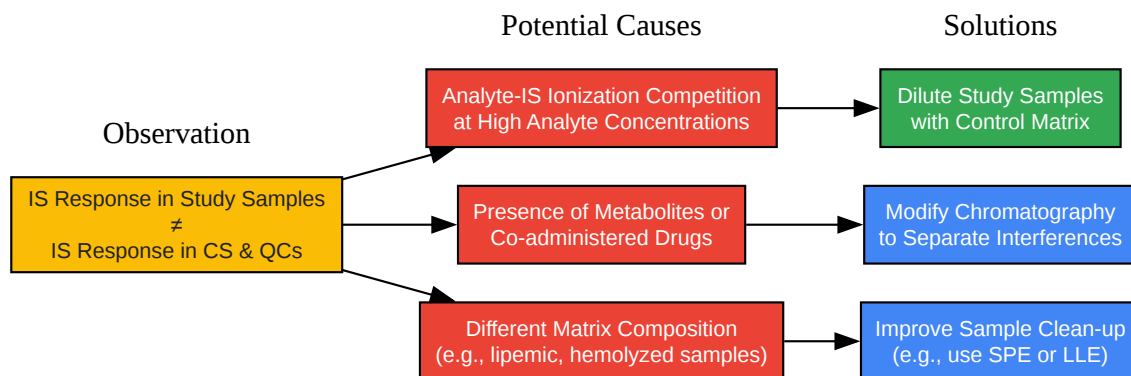 Potential Causes
Solutions
Observation
Analyte-IS Ionization Competition
at High Analyte Concentrations
Dilute Study Samples
with Control Matrix
IS Response in Study Samples
≠
IS Response in CS & QCs
Presence of Metabolites or
Co-administered Drugs
Modify Chromatography
to Separate Interferences
Different Matrix Composition
(e.g., lipemic, hemolyzed samples)
Improve Sample Clean-up
(e.g., use SPE or LLE)